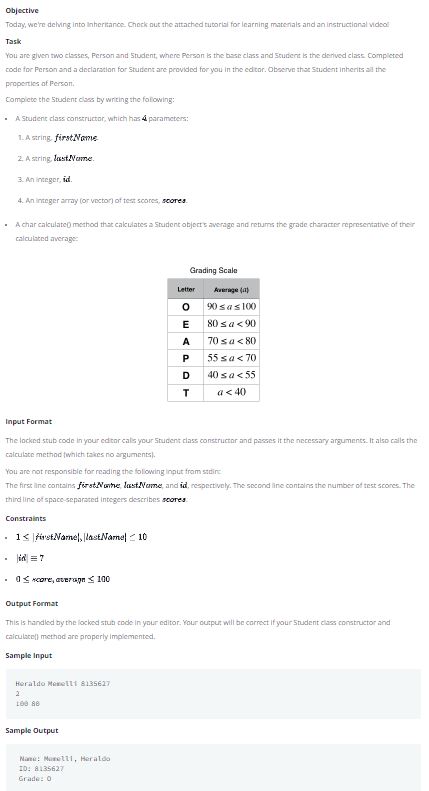 Objective
Today, we're delving into Inheritance. Check out the attached tutorial for learning materials and an instructional video!
Task
You are given two classes, Person and Student, where Person is the base class and Student is the derived class. Completed
code for Person and a declaration for Student are provided for you in the editor. Observe that Student inherits all the
properties of Person.
Complete the Student class by writing the following:
• A Student class constructor, which has 4 parameters:
1. A string, firstName.
2. A string, lastName.
3. An integer, id.
4. An integer array (or vector) of test scores, scores.
• A char calculate() method that calculates a Student object's average and returns the grade character representative of their
calculated average:
Grading Scale
Letter Average (a)
O 90 ≤ a ≤ 100
E 80 ≤ a < 90
A 70 ≤ a < 80
P 55 ≤ a < 70
D 40 ≤ a < 55
T a < 40
Input Format
The locked stub code in your editor calls your Student class constructor and passes it the necessary arguments. It also calls the
calculate method (which takes no arguments).
You are not responsible for reading the following input from stdin:
The first line contains firstName, lastName, and id, respectively. The second line contains the number of test scores. The
third line of space-separated integers describes scores.
Constraints
• 1 ≤ |firstName|, |lastName| ≤ 10
• |id| ≡ 7
• 0 ≤ score, average ≤ 100
Output Format
This is handled by the locked stub code in your editor. Your output will be correct if your Student class constructor and
calculate() method are properly implemented.
Sample Input
Heraldo Memelli 8135627
2
100 80
Sample Output
Name: Memelli, Heraldo
ID: 8135627
Grade: O